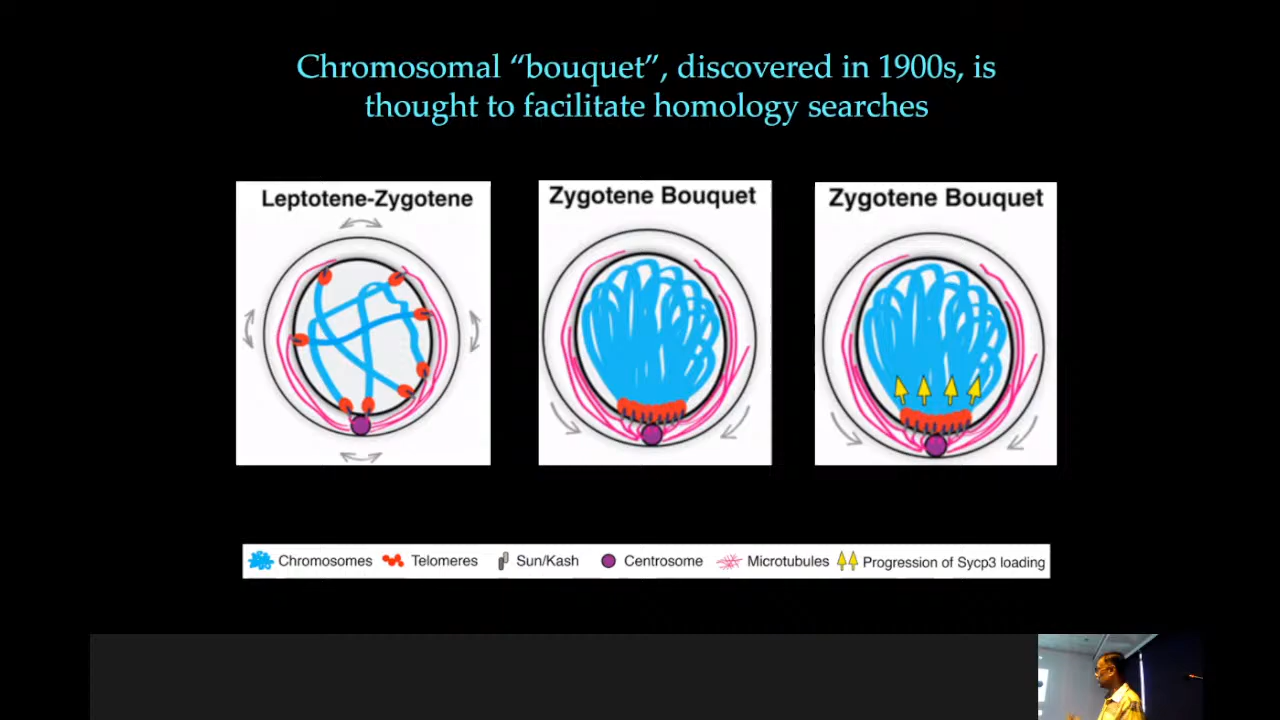 Chromosomal “bouquet”, discovered in 1900s, is
thought to facilitate homology searches
Leptotene-Zygotene
Zygotene Bouquet
Zygotene Bouquet
Chromosomes Telomeres Sun/Kash Centrosome Microtubules Progression of Sycp3 loading